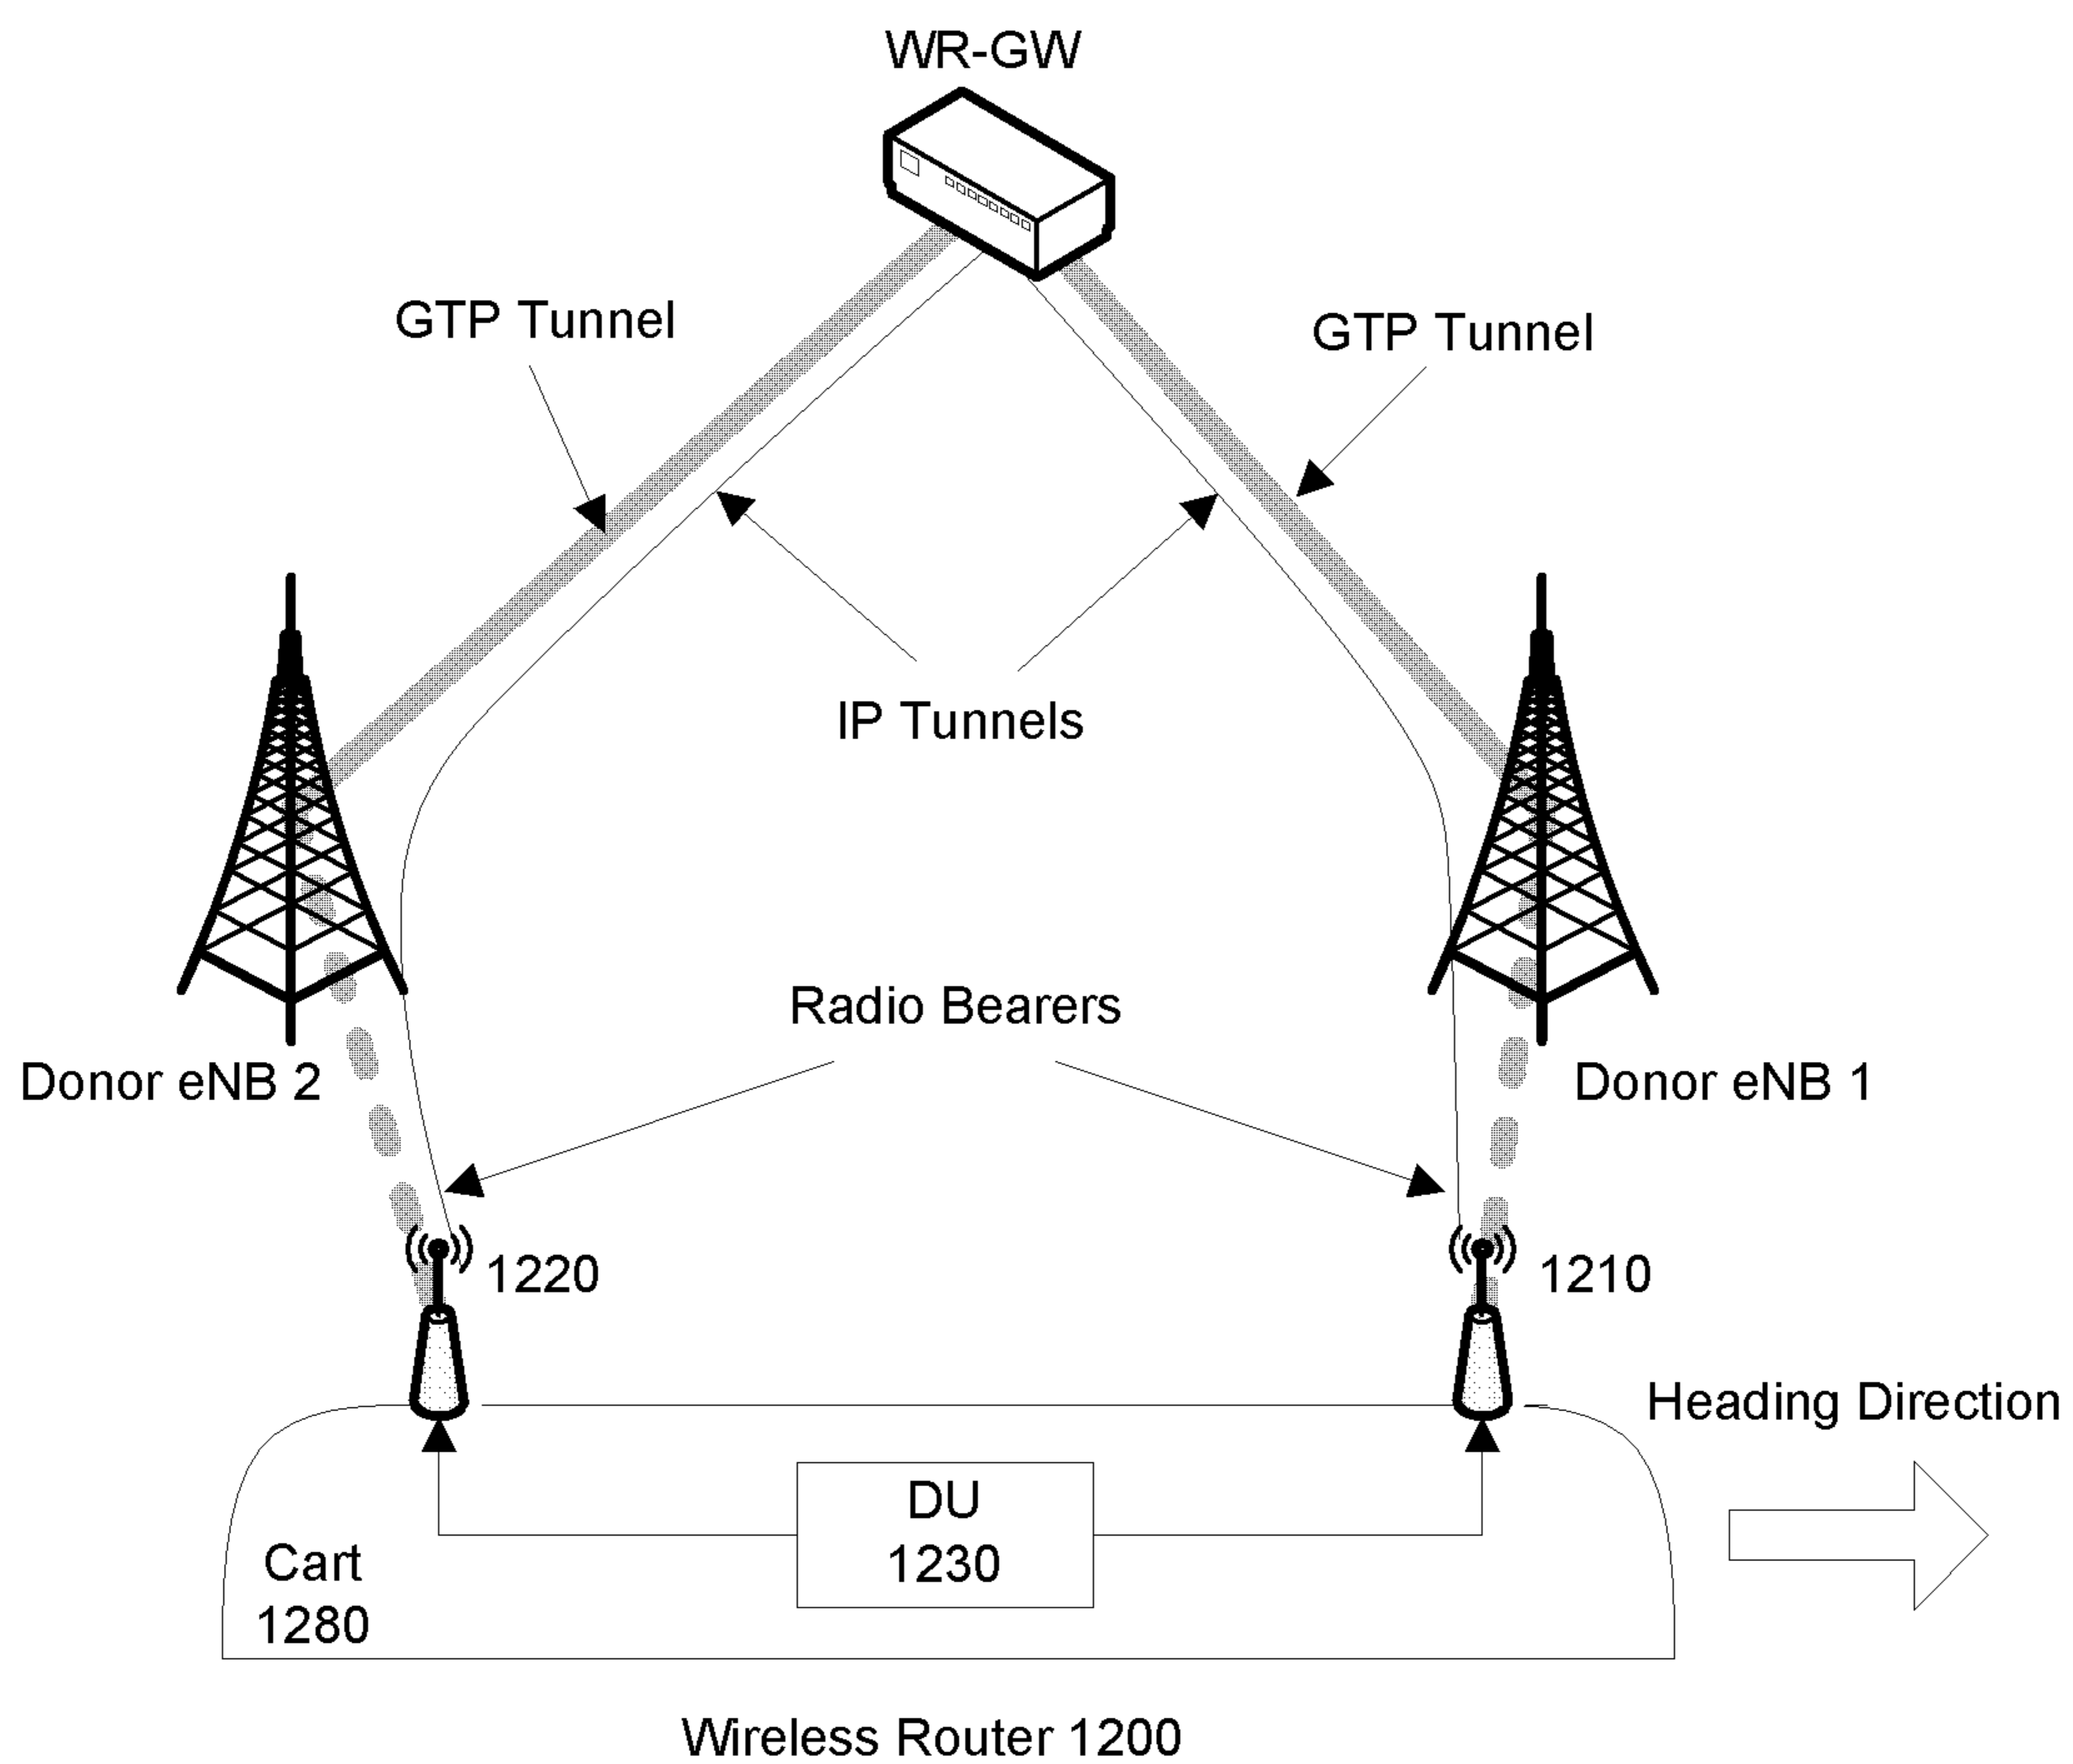 WR-GW
GTP Tunnel
GTP Tunnel
IP Tunnels
Radio Bearers
Donor eNB 2
Donor eNB 1
1220
1210
Heading Direction
DU
1230
Cart
1280
Wireless Router 1200